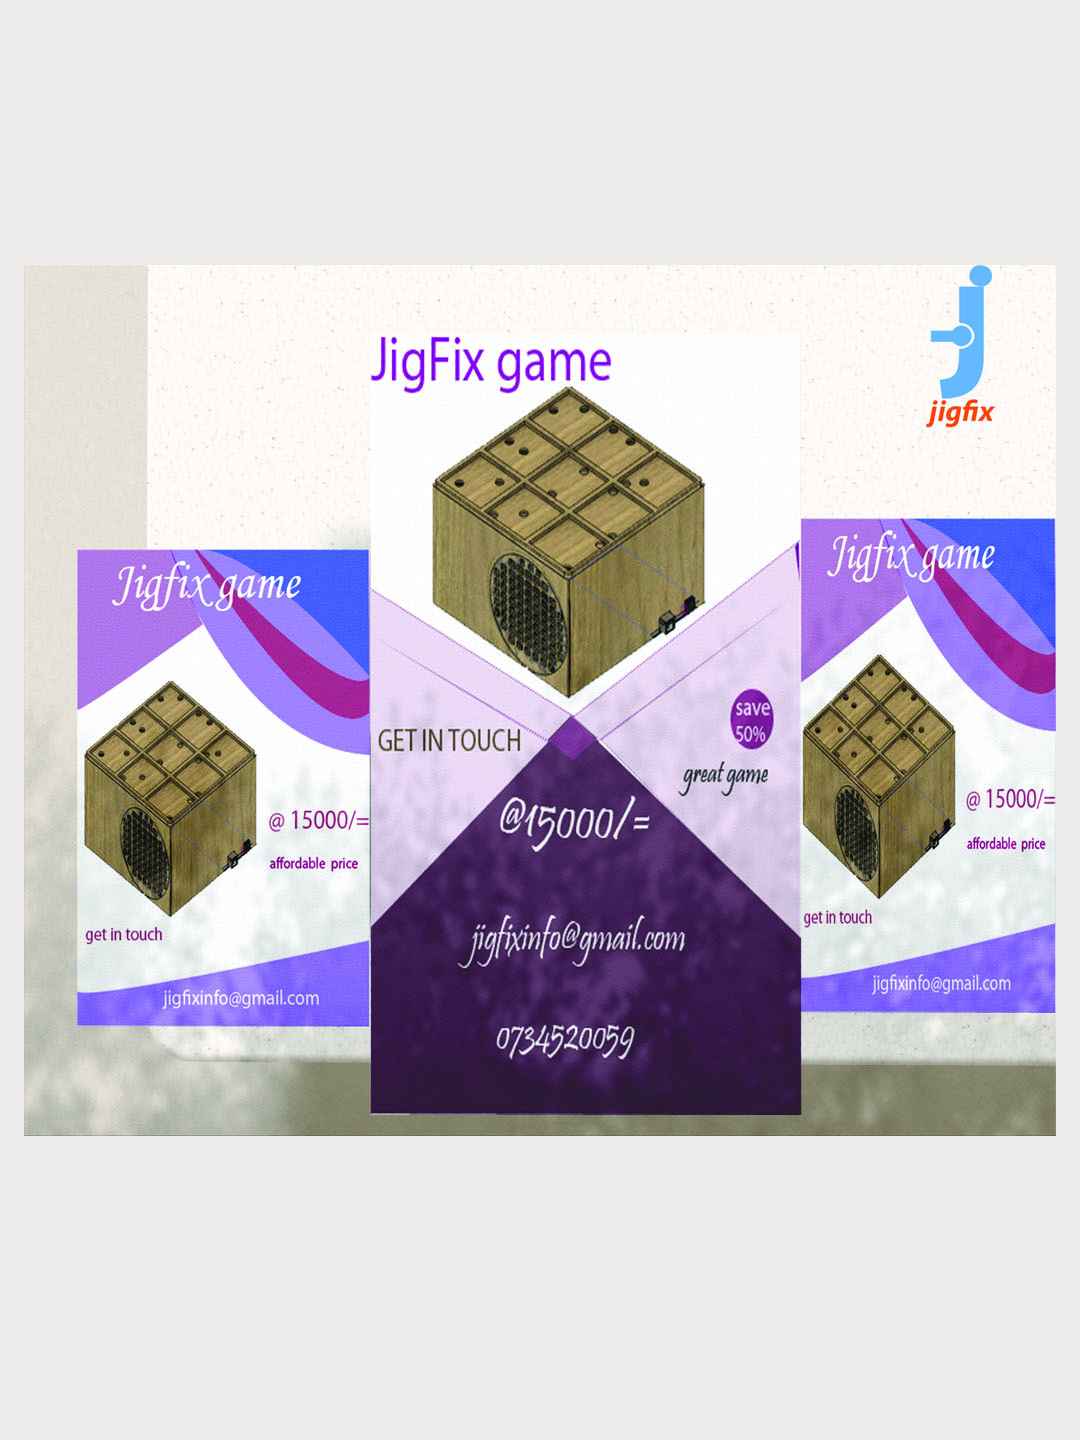 jigfix
JigFix game
GET IN TOUCH
save
50%
great game
@15000/=
jigfixinfo@gmail.com
0734520059
Jigfix game
@ 15000/=
affordable price
get in touch
jigfixinfo@gmail.com
Jigfix game
@ 15000/=
affordable price
get in touch
jigfixinfo@gmail.com